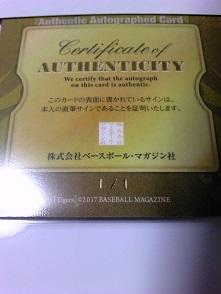 Authentic Autographed Card
Certificate of
AUTHENTICITY
We certify that the autograph
on this card is authentic.
このカードの表面に書かれているサインは、
本人の直筆サインであることを証明いたします。
株式会社ベースボール・マガジン社
1 / 1
[Tigers] ©2017 BASEBALL MAGAZINE